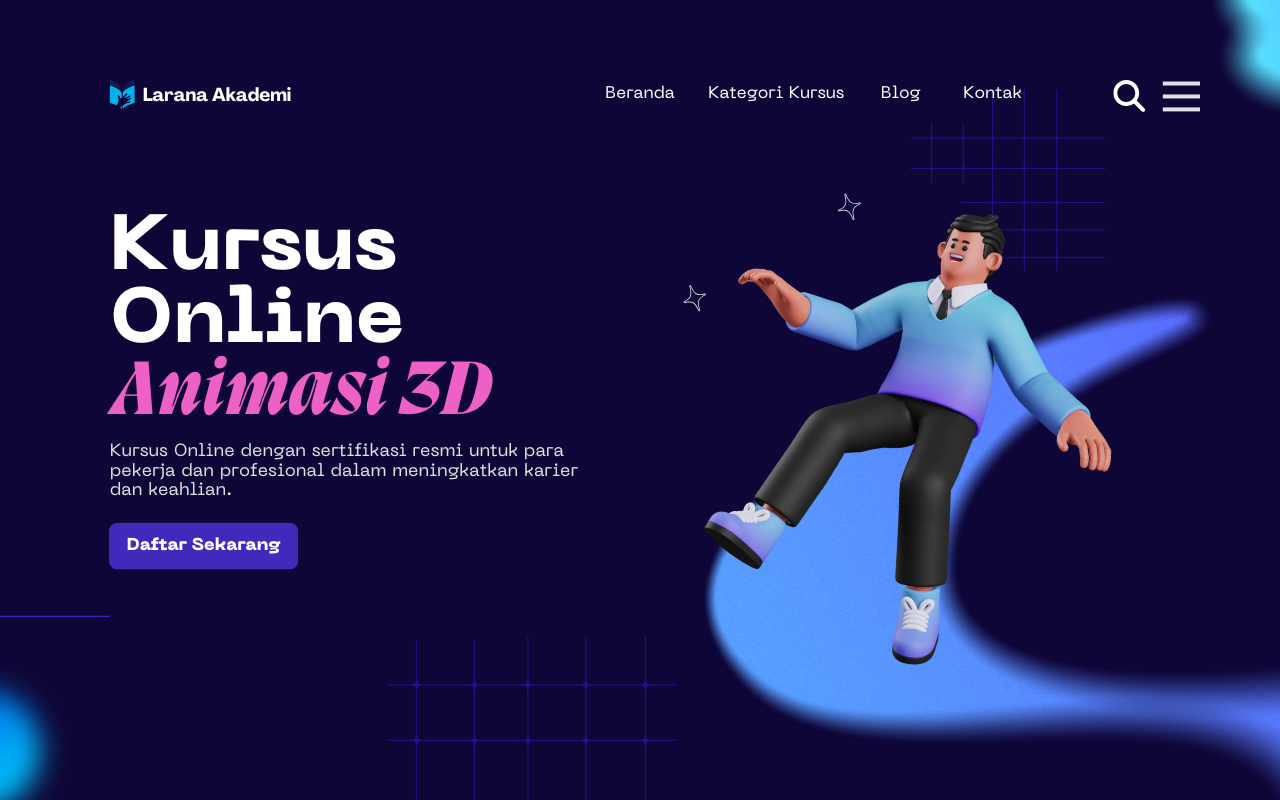 Larana Akademi
Beranda Kategori Kursus Blog Kontak
Kursus
Online
Animasi 3D
Kursus Online dengan sertifikasi resmi untuk para
pekerja dan profesional dalam meningkatkan karier
dan keahlian.
Daftar Sekarang